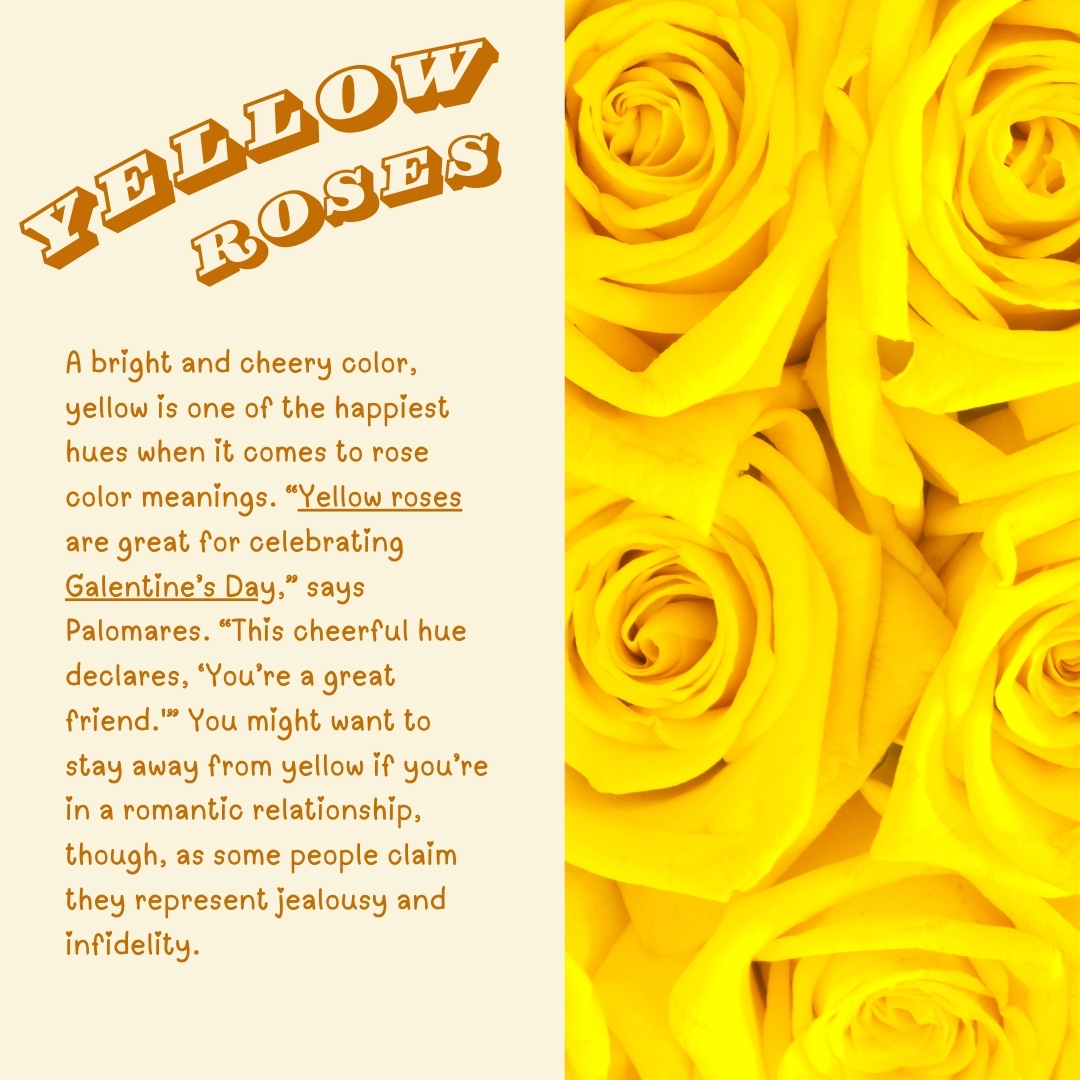 YELLOW
ROSES
A bright and cheery color,
yellow is one of the happiest
hues when it comes to rose
color meanings. “Yellow roses
are great for celebrating
Galentine’s Day,” says
Palomares. “This cheerful hue
declares, ‘You’re a great
friend.'” You might want to
stay away from yellow if you’re
in a romantic relationship,
though, as some people claim
they represent jealousy and
infidelity.